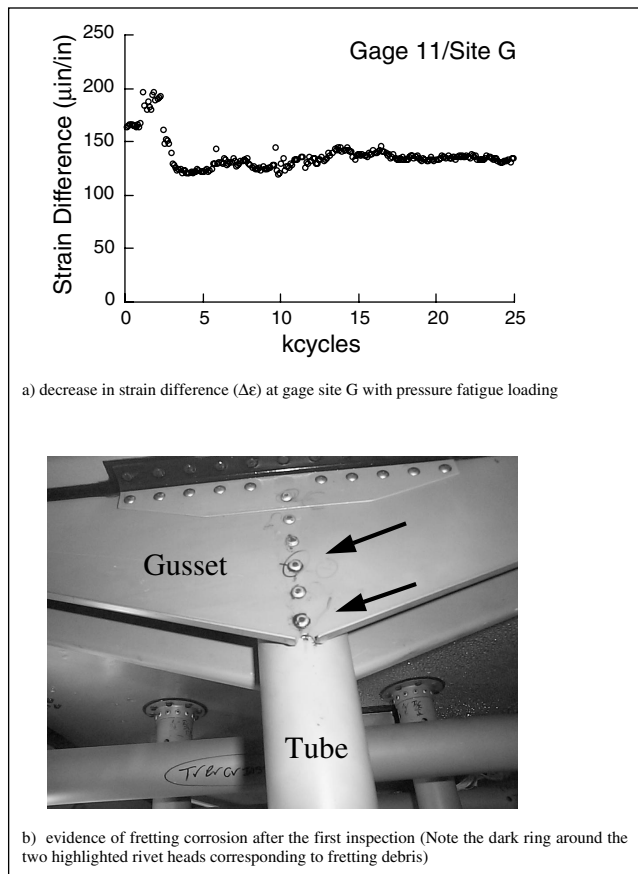 Gage 11/Site G
Strain Difference (μin/in)
250
200
150
100
50
0
0 5 10 15 20 25
kcycles
a) decrease in strain difference (Δε) at gage site G with pressure fatigue loading
Gusset
Tube
b) evidence of fretting corrosion after the first inspection (Note the dark ring around the
two highlighted rivet heads corresponding to fretting debris)